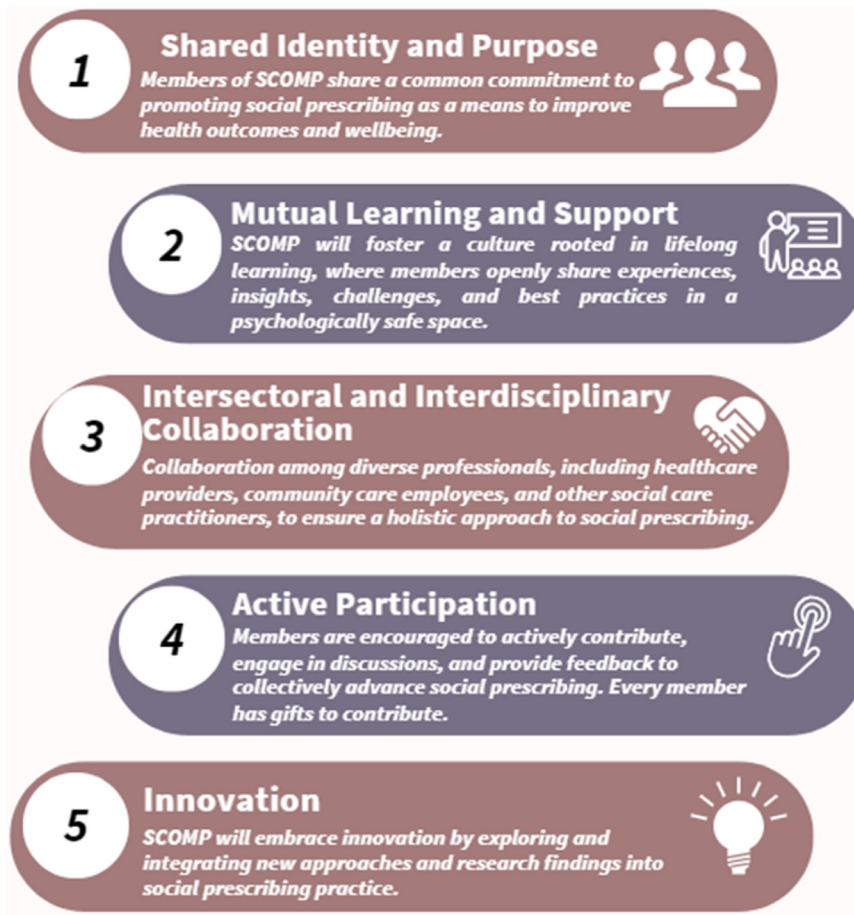 1
Shared Identity and Purpose
Members of SCOMP share a common commitment to
promoting social prescribing as a means to improve
health outcomes and wellbeing.
2
Mutual Learning and Support
SCOMP will foster a culture rooted in lifelong
learning, where members openly share experiences,
insights, challenges, and best practices in a
psychologically safe space.
3
Intersectoral and Interdisciplinary
Collaboration
Collaboration among diverse professionals, including healthcare
providers, community care employees, and other social care
practitioners, to ensure a holistic approach to social prescribing.
4
Active Participation
Members are encouraged to actively contribute,
engage in discussions, and provide feedback to
collectively advance social prescribing. Every member
has gifts to contribute.
5
Innovation
SCOMP will embrace innovation by exploring and
integrating new approaches and research findings into
social prescribing practice.